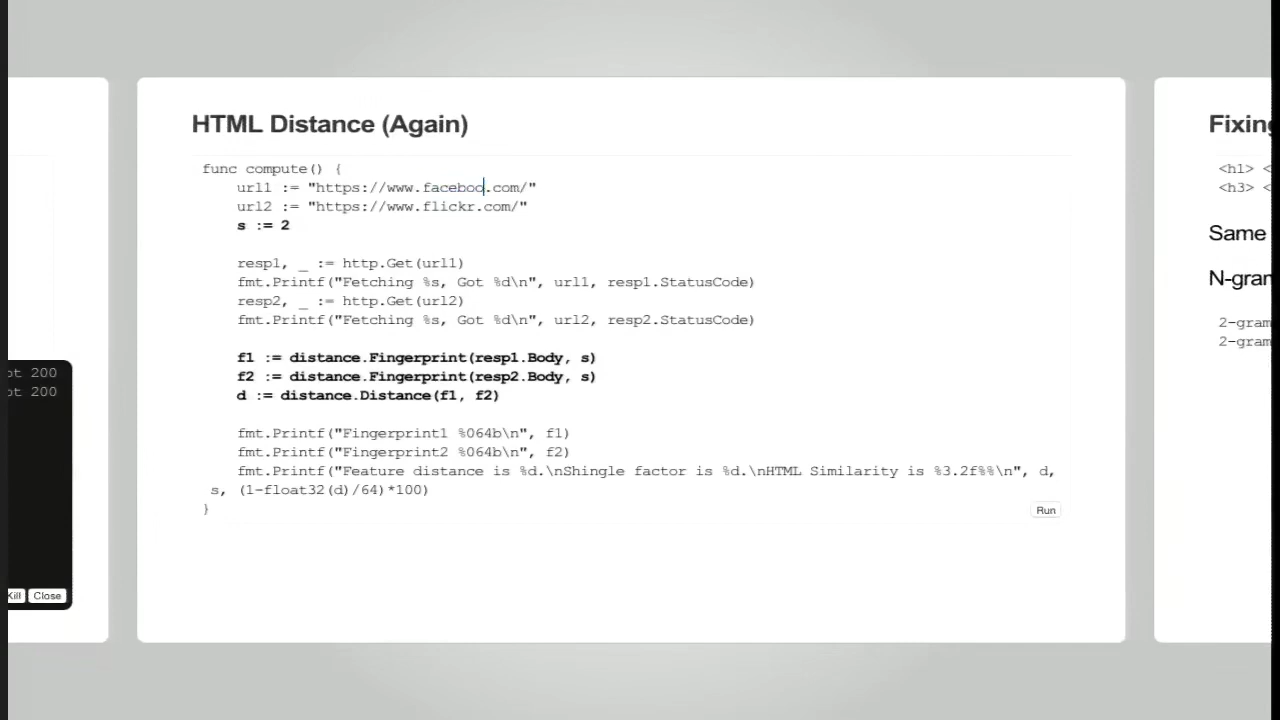 HTML Distance (Again)
func compute() {
url1 := "https://www.faceboo.com/"
url2 := "https://www.flickr.com/"
s := 2
resp1, _ := http.Get(url1)
fmt.Printf("Fetching %s, Got %d\n", url1, resp1.StatusCode)
resp2, _ := http.Get(url2)
fmt.Printf("Fetching %s, Got %d\n", url2, resp2.StatusCode)
f1 := distance.Fingerprint(resp1.Body, s)
f2 := distance.Fingerprint(resp2.Body, s)
d := distance.Distance(f1, f2)
fmt.Printf("Fingerprint1 %064b\n", f1)
fmt.Printf("Fingerprint2 %064b\n", f2)
fmt.Printf("Feature distance is %d.\nShingle factor is %d.\nHTML Similarity is %3.2f%%\n", d,
s, (1-float32(d)/64)*100)
}
Run
ot 200
ot 200
Kill Close
Fixing
<h1> <
<h3> <
Same
N-gram
2-gram
2-gram